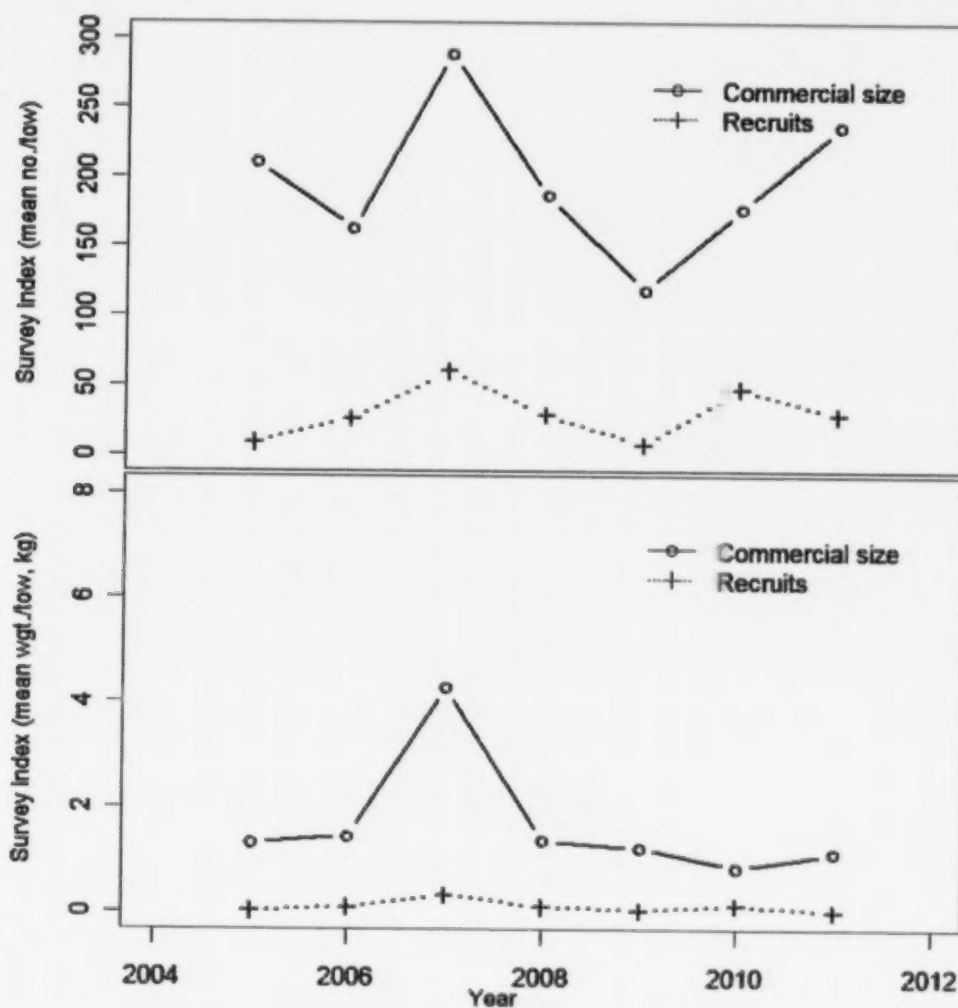 300
250
200
150
100
50
0
Survey Index (mean no./tow)
Commercial size
Recruits
8
6
4
2
0
Survey Index (mean wgt./tow, kg)
Commercial size
Recruits
2004 2006 2008 2010 2012
Year